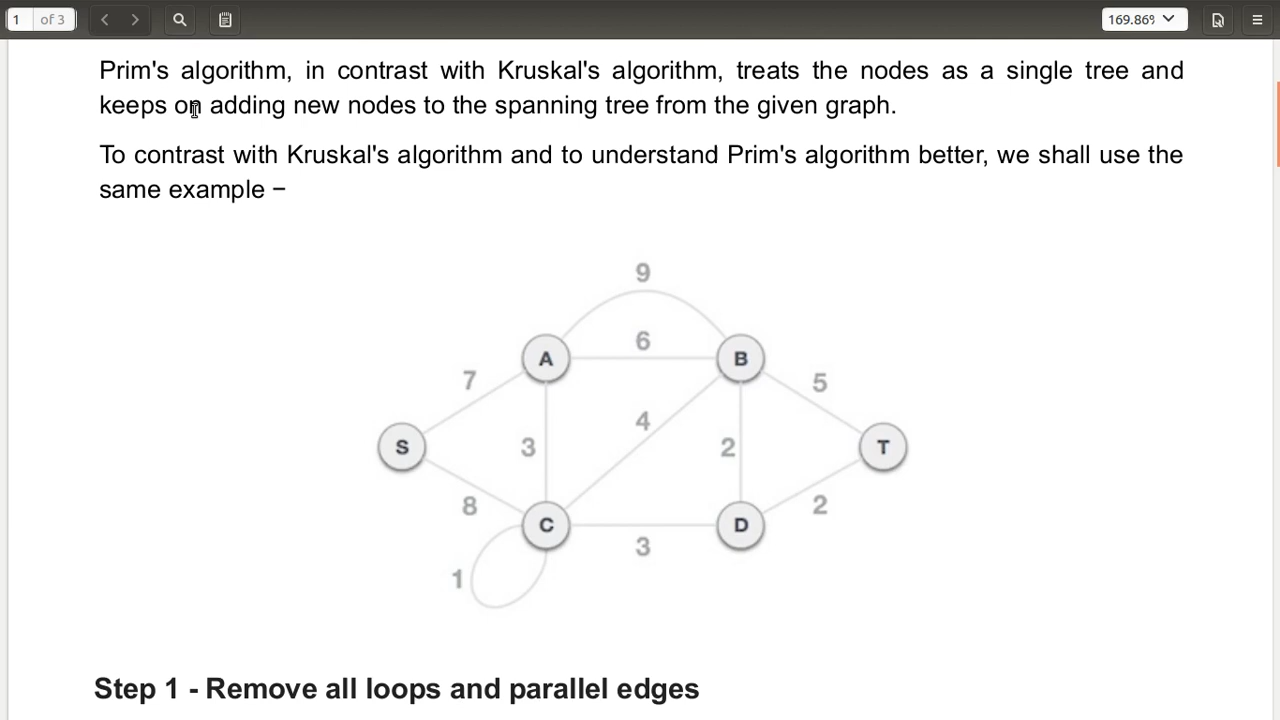 1 of 3 169.86%
Prim's algorithm, in contrast with Kruskal's algorithm, treats the nodes as a single tree and
keeps on adding new nodes to the spanning tree from the given graph.
To contrast with Kruskal's algorithm and to understand Prim's algorithm better, we shall use the
same example −
9
A 6 B
7 5
S 3 4 2 T
8 2
C D
3
1
Step 1 - Remove all loops and parallel edges